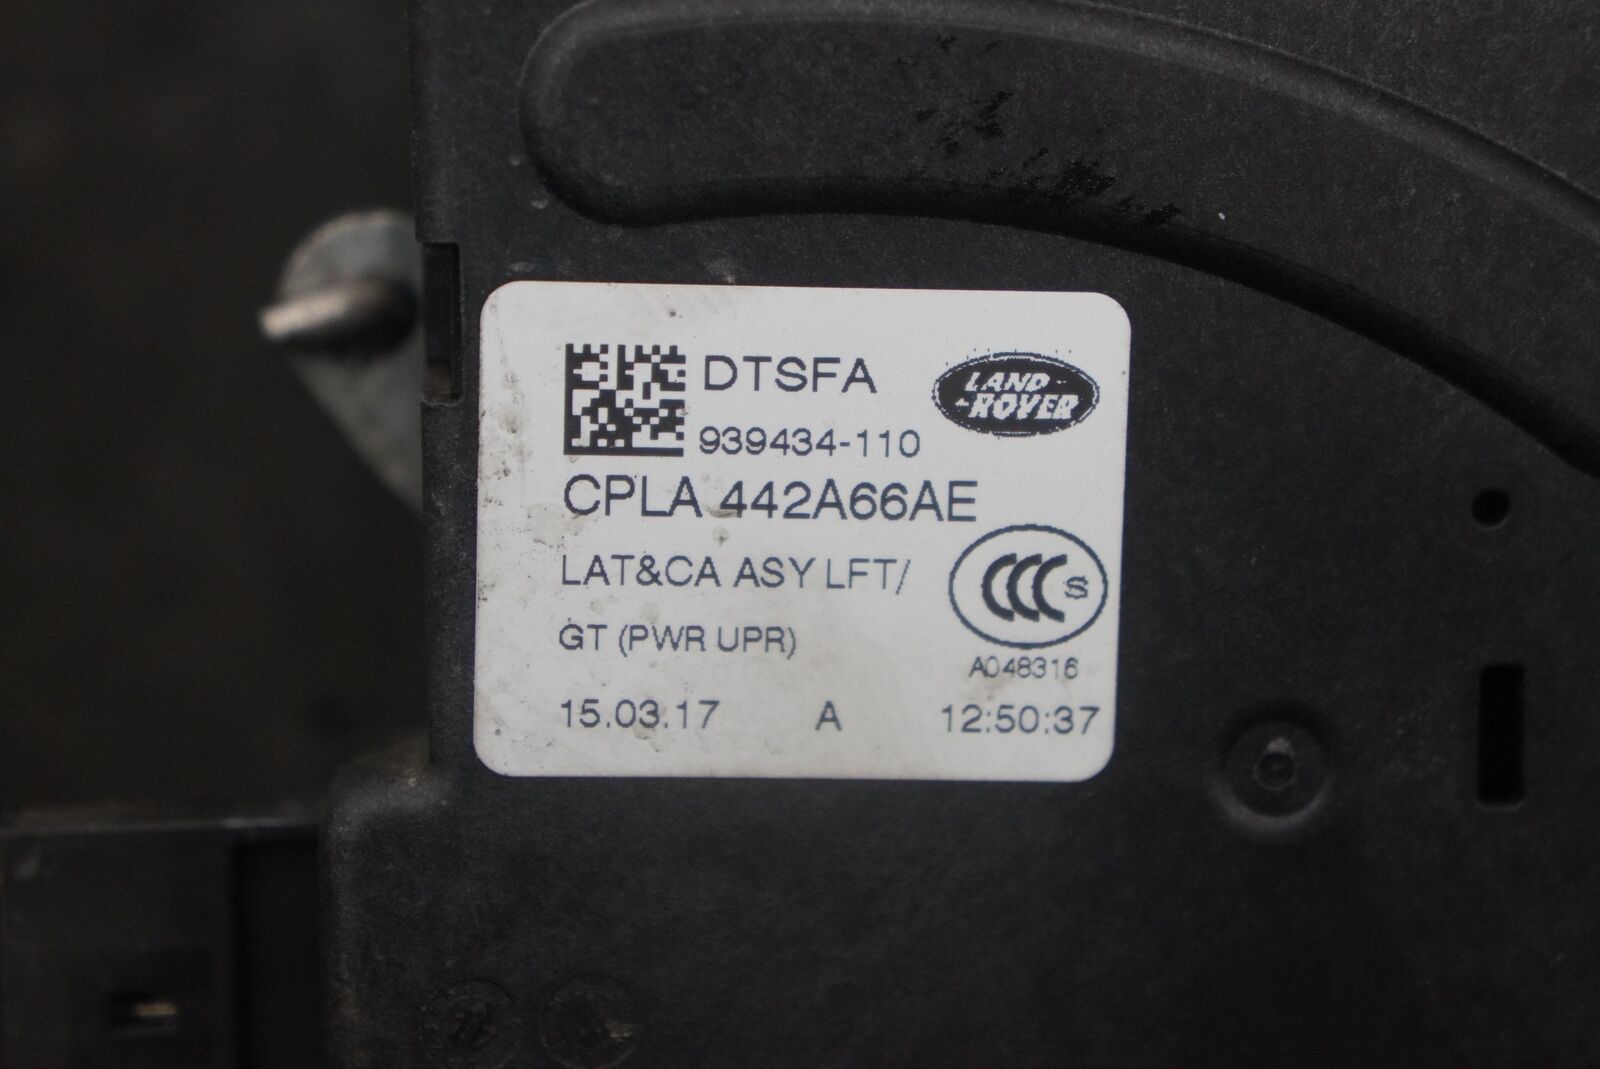 DTSFA
LAND
ROVER
939434-110
CPLA 442A66AE
LAT&CA ASY LFT/
GT (PWR UPR)
CCC S
A048316
15.03.17 A 12:50:37